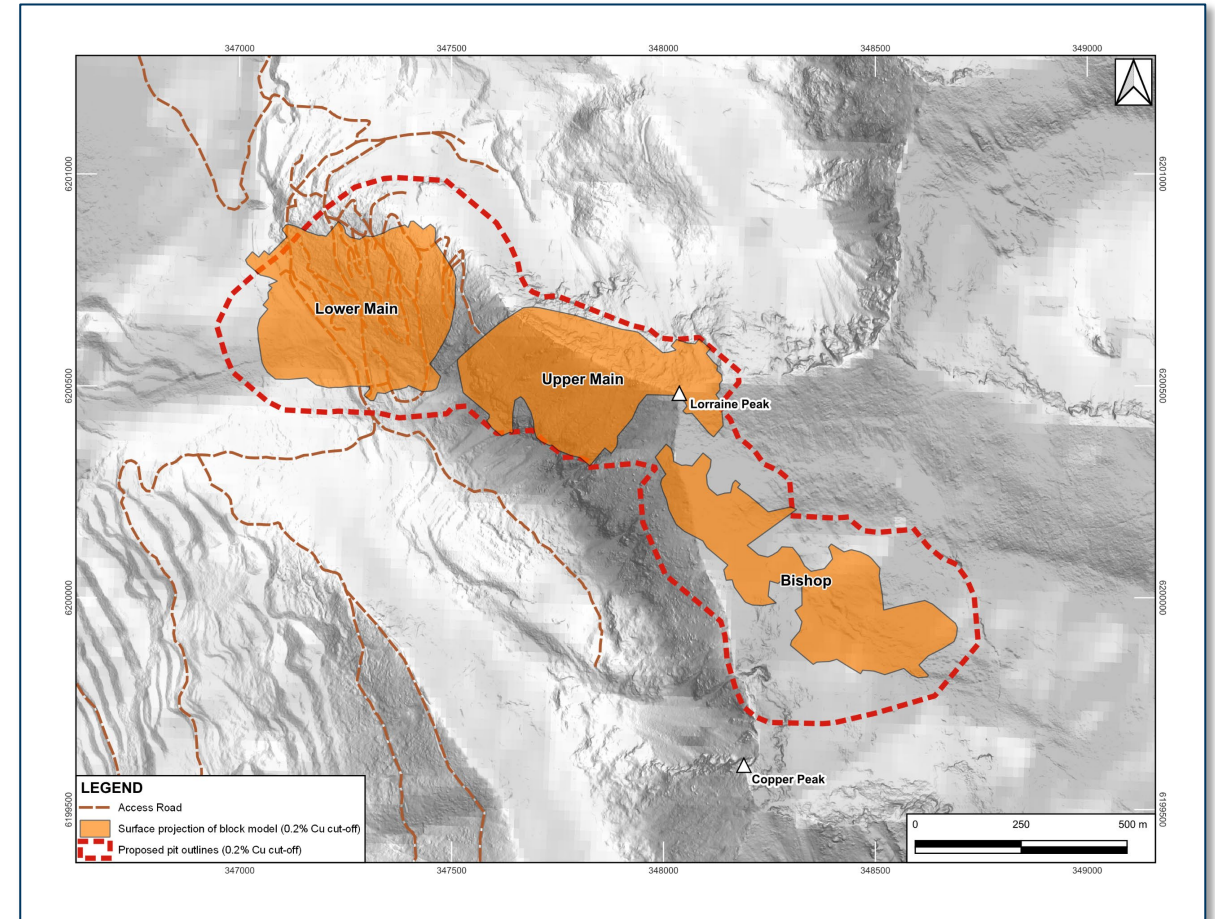 347000 347500 348000 348500 349000
6201000 6201000
Lower Main
Upper Main
6200500 6200500
Lorraine Peak
Bishop
6200000 6200000
Copper Peak
6199500 6199500
LEGEND
Access Road
Surface projection of block model (0.2% Cu cut-off)
Proposed pit outlines (0.2% Cu cut-off)
0 250 500 m
347000 347500 348000 348500 349000